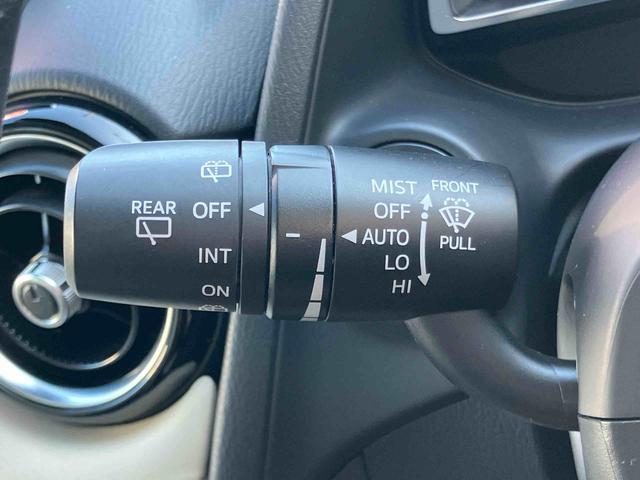 REAR
OFF
INT
ON
MIST
OFF
AUTO
LO
HI
FRONT
PULL